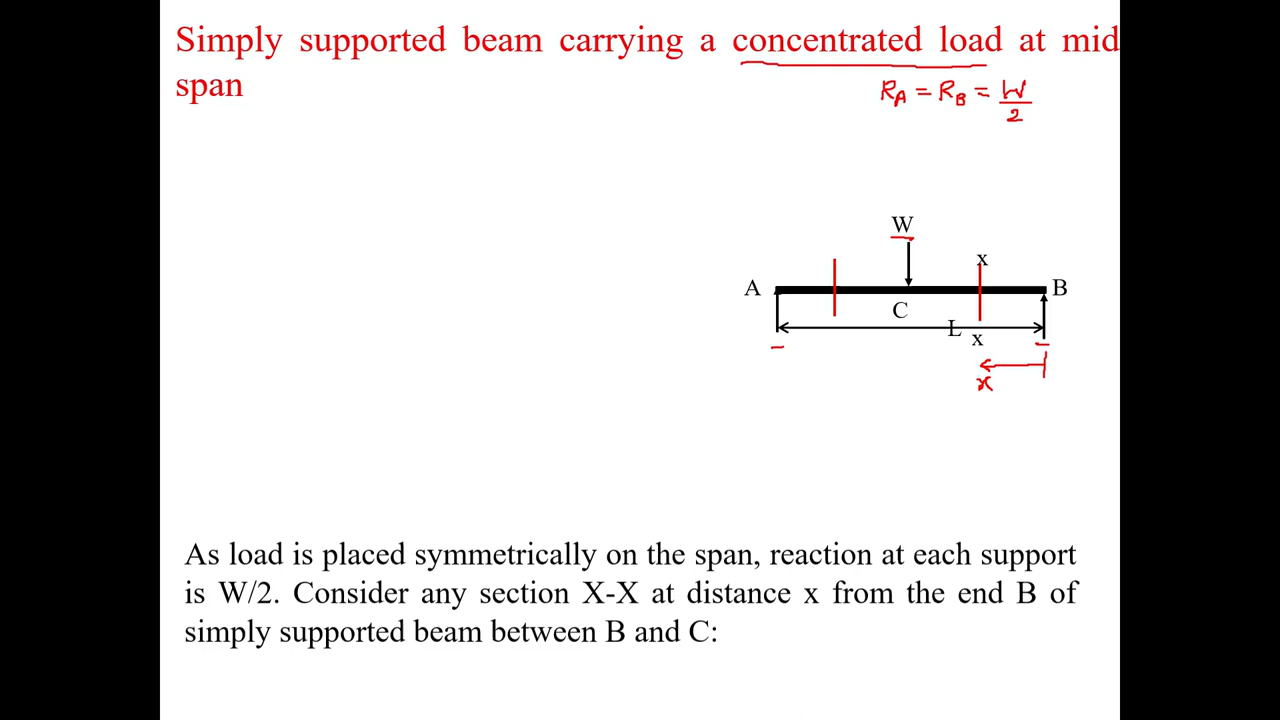 Simply supported beam carrying a concentrated load at mid
span
R_A = R_B = W/2
W
x
A
B
C
L
x
x
As load is placed symmetrically on the span, reaction at each support
is W/2. Consider any section X-X at distance x from the end B of
simply supported beam between B and C: